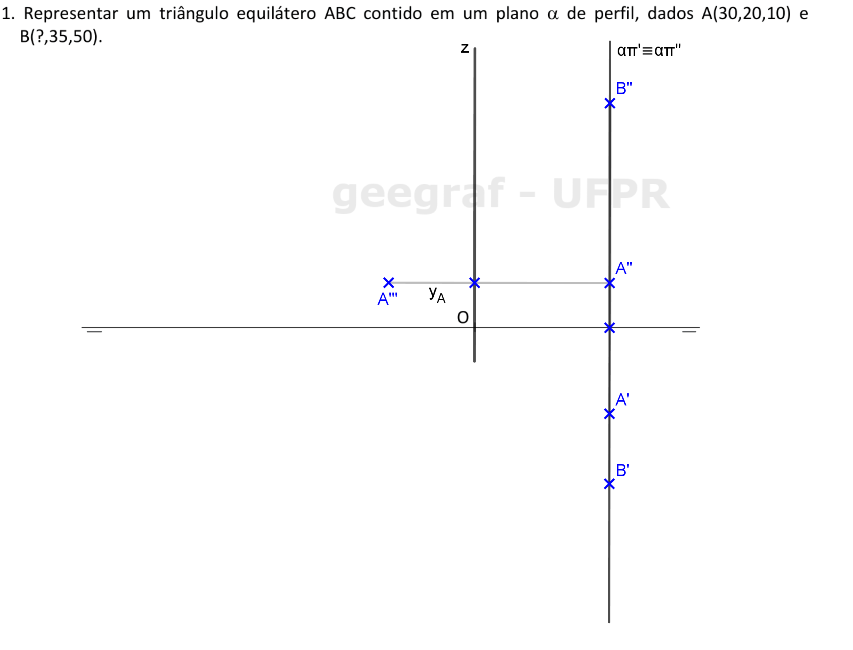 1. Representar um triângulo equilátero ABC contido em um plano α de perfil, dados A(30,20,10) e
B(?,35,50).
z
απ'≡απ"
B"
geegraf - UFPR
A"
A'"
yA
O
A'
B'